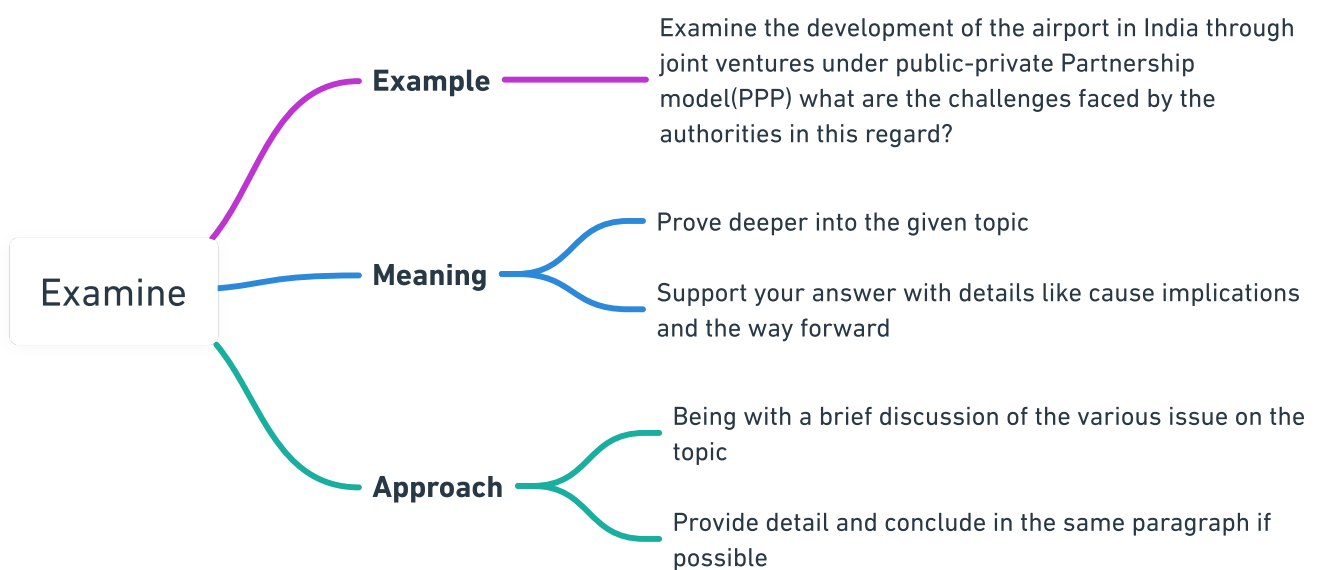 Examine the development of the airport in India through
joint ventures under public-private Partnership
Example
model(PPP) what are the challenges faced by the
authorities in this regard?
Prove deeper into the given topic
Meaning
Examine
Support your answer with details like cause implications
and the way forward
Being with a brief discussion of the various issue on the
topic
Approach
Provide detail and conclude in the same paragraph if
possible